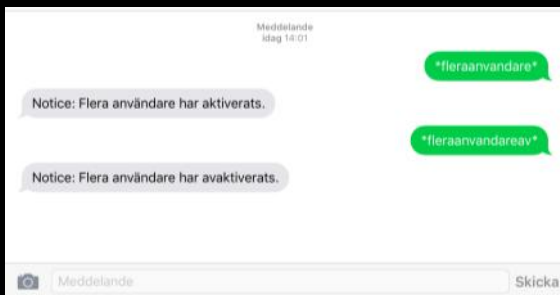 Meddelande
idag 14:01
*fleraanvandare*
Notice: Flera användare har aktiverats.
*fleraanvandareav*
Notice: Flera användare har avaktiverats.
Meddelande
Skicka